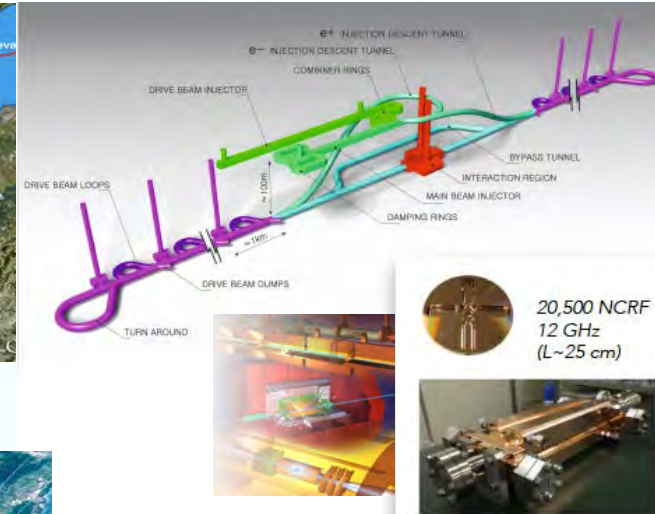 eva
e+ INJECTION DESCENT TUNNEL
e- INJECTION DESCENT TUNNEL
COMBINER RINGS
DRIVE BEAM INJECTOR
BYPASS TUNNEL
INTERACTION REGION
DRIVE BEAM LOOPS
~100m
MAIN BEAM INJECTOR
DAMPING RINGS
~1km
DRIVE BEAM DUMPS
TURN AROUND
20,500 NCRF
12 GHz
(L~25 cm)